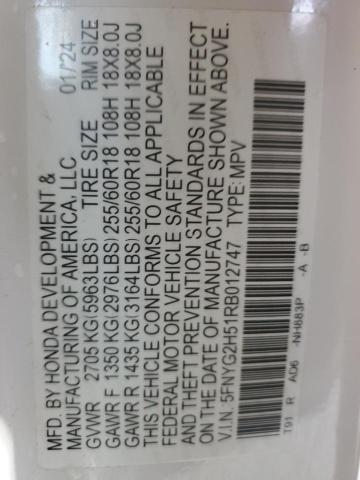 MFD. BY HONDA DEVELOPMENT &
MANUFACTURING OF AMERICA, LLC 01/24
GVWR 2705 KG(5963LBS) TIRE SIZE RIM SIZE
GAWR F 1350 KG(2976LBS) 255/60R18 108H 18X8.0J
GAWR R 1435 KG(3164LBS) 255/60R18 108H 18X8.0J
THIS VEHICLE CONFORMS TO ALL APPLICABLE
FEDERAL MOTOR VEHICLE SAFETY
AND THEFT PREVENTION STANDARDS IN EFFECT
ON THE DATE OF MANUFACTURE SHOWN ABOVE.
V.I.N: 5FNYG2H51RB012747 TYPE: MPV
T91 R AD6 -NH883P -A -B